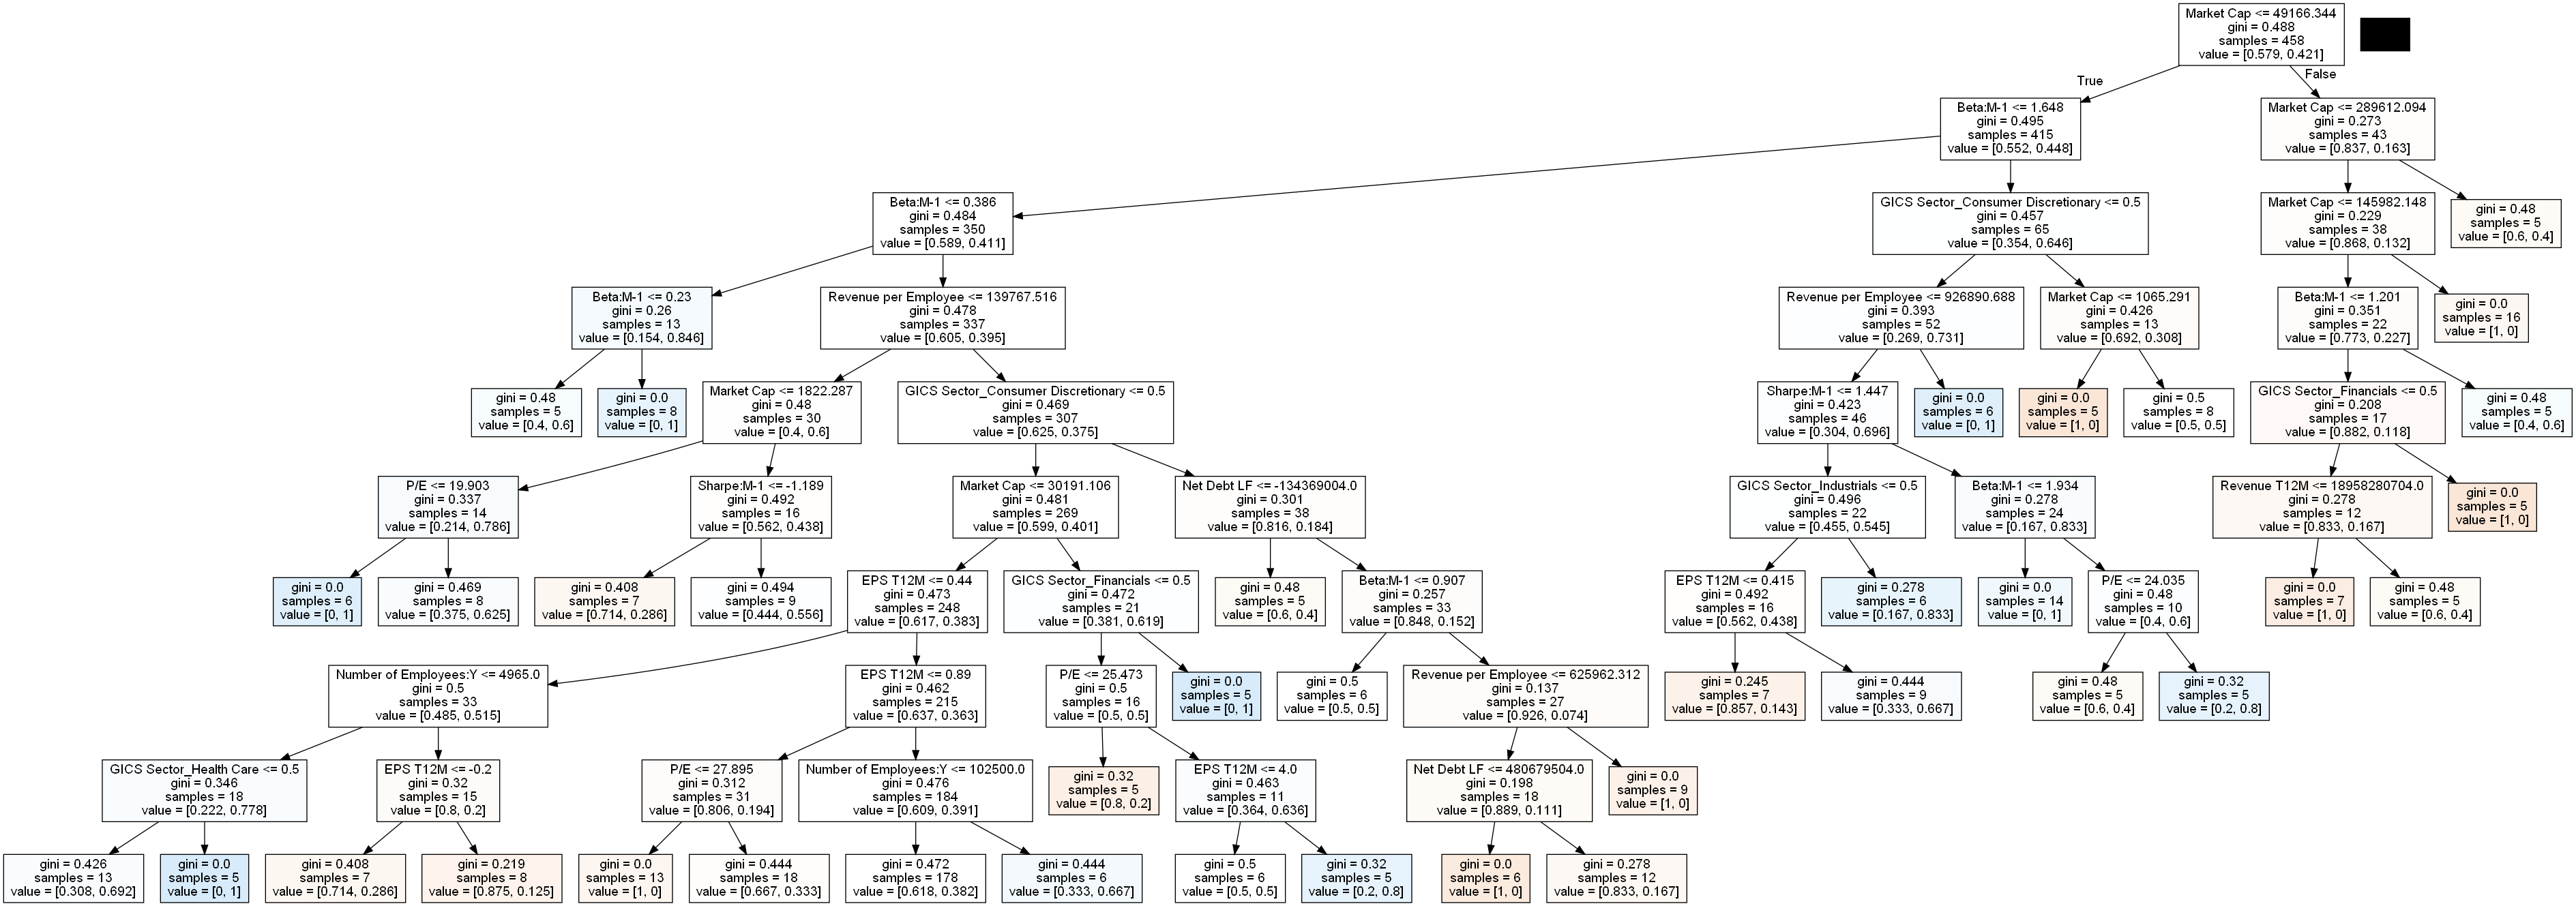 Market Cap <= 49166.344
gini = 0.488
samples = 458
value = [0.579, 0.421]
True
False
Beta:M-1 <= 1.648
gini = 0.495
samples = 415
value = [0.552, 0.448]
Market Cap <= 289612.094
gini = 0.273
samples = 43
value = [0.837, 0.163]
Beta:M-1 <= 0.386
gini = 0.484
samples = 350
value = [0.589, 0.411]
GICS Sector_Consumer Discretionary <= 0.5
gini = 0.457
samples = 65
value = [0.354, 0.646]
Market Cap <= 145982.148
gini = 0.229
samples = 38
value = [0.868, 0.132]
gini = 0.48
samples = 5
value = [0.6, 0.4]
Beta:M-1 <= 0.23
gini = 0.26
samples = 13
value = [0.154, 0.846]
Revenue per Employee <= 139767.516
gini = 0.478
samples = 337
value = [0.605, 0.395]
Revenue per Employee <= 926890.688
gini = 0.393
samples = 52
value = [0.269, 0.731]
Market Cap <= 1065.291
gini = 0.426
samples = 13
value = [0.692, 0.308]
Beta:M-1 <= 1.201
gini = 0.351
samples = 22
value = [0.773, 0.227]
gini = 0.0
samples = 16
value = [1, 0]
gini = 0.48
samples = 5
value = [0.4, 0.6]
gini = 0.0
samples = 8
value = [0, 1]
Market Cap <= 1822.287
gini = 0.48
samples = 30
value = [0.4, 0.6]
GICS Sector_Consumer Discretionary <= 0.5
gini = 0.469
samples = 307
value = [0.625, 0.375]
Sharpe:M-1 <= 1.447
gini = 0.423
samples = 46
value = [0.304, 0.696]
gini = 0.0
samples = 6
value = [0, 1]
gini = 0.0
samples = 5
value = [1, 0]
gini = 0.5
samples = 8
value = [0.5, 0.5]
GICS Sector_Financials <= 0.5
gini = 0.208
samples = 17
value = [0.882, 0.118]
gini = 0.48
samples = 5
value = [0.4, 0.6]
P/E <= 19.903
gini = 0.337
samples = 14
value = [0.214, 0.786]
Sharpe:M-1 <= -1.189
gini = 0.492
samples = 16
value = [0.562, 0.438]
Market Cap <= 30191.106
gini = 0.481
samples = 269
value = [0.599, 0.401]
Net Debt LF <= -134369004.0
gini = 0.301
samples = 38
value = [0.816, 0.184]
GICS Sector_Industrials <= 0.5
gini = 0.496
samples = 22
value = [0.455, 0.545]
Beta:M-1 <= 1.934
gini = 0.278
samples = 24
value = [0.167, 0.833]
Revenue T12M <= 18958280704.0
gini = 0.278
samples = 12
value = [0.833, 0.167]
gini = 0.0
samples = 5
value = [1, 0]
gini = 0.0
samples = 6
value = [0, 1]
gini = 0.469
samples = 8
value = [0.375, 0.625]
gini = 0.408
samples = 7
value = [0.714, 0.286]
gini = 0.494
samples = 9
value = [0.444, 0.556]
EPS T12M <= 0.44
gini = 0.473
samples = 248
value = [0.617, 0.383]
GICS Sector_Financials <= 0.5
gini = 0.472
samples = 21
value = [0.381, 0.619]
gini = 0.48
samples = 5
value = [0.6, 0.4]
Beta:M-1 <= 0.907
gini = 0.257
samples = 33
value = [0.848, 0.152]
EPS T12M <= 0.415
gini = 0.492
samples = 16
value = [0.562, 0.438]
gini = 0.278
samples = 6
value = [0.167, 0.833]
gini = 0.0
samples = 14
value = [0, 1]
P/E <= 24.035
gini = 0.48
samples = 10
value = [0.4, 0.6]
gini = 0.0
samples = 7
value = [1, 0]
gini = 0.48
samples = 5
value = [0.6, 0.4]
Number of Employees:Y <= 4965.0
gini = 0.5
samples = 33
value = [0.485, 0.515]
EPS T12M <= 0.89
gini = 0.462
samples = 215
value = [0.637, 0.363]
P/E <= 25.473
gini = 0.5
samples = 16
value = [0.5, 0.5]
gini = 0.0
samples = 5
value = [0, 1]
gini = 0.5
samples = 6
value = [0.5, 0.5]
Revenue per Employee <= 625962.312
gini = 0.137
samples = 27
value = [0.926, 0.074]
gini = 0.245
samples = 7
value = [0.857, 0.143]
gini = 0.444
samples = 9
value = [0.333, 0.667]
gini = 0.48
samples = 5
value = [0.6, 0.4]
gini = 0.32
samples = 5
value = [0.2, 0.8]
GICS Sector_Health Care <= 0.5
gini = 0.346
samples = 18
value = [0.222, 0.778]
EPS T12M <= -0.2
gini = 0.32
samples = 15
value = [0.8, 0.2]
P/E <= 27.895
gini = 0.312
samples = 31
value = [0.806, 0.194]
Number of Employees:Y <= 102500.0
gini = 0.476
samples = 184
value = [0.609, 0.391]
gini = 0.32
samples = 5
value = [0.8, 0.2]
EPS T12M <= 4.0
gini = 0.463
samples = 11
value = [0.364, 0.636]
Net Debt LF <= 480679504.0
gini = 0.198
samples = 18
value = [0.889, 0.111]
gini = 0.0
samples = 9
value = [1, 0]
gini = 0.426
samples = 13
value = [0.308, 0.692]
gini = 0.0
samples = 5
value = [0, 1]
gini = 0.408
samples = 7
value = [0.714, 0.286]
gini = 0.219
samples = 8
value = [0.875, 0.125]
gini = 0.0
samples = 13
value = [1, 0]
gini = 0.444
samples = 18
value = [0.667, 0.333]
gini = 0.472
samples = 178
value = [0.618, 0.382]
gini = 0.444
samples = 6
value = [0.333, 0.667]
gini = 0.5
samples = 6
value = [0.5, 0.5]
gini = 0.32
samples = 5
value = [0.2, 0.8]
gini = 0.0
samples = 6
value = [1, 0]
gini = 0.278
samples = 12
value = [0.833, 0.167]